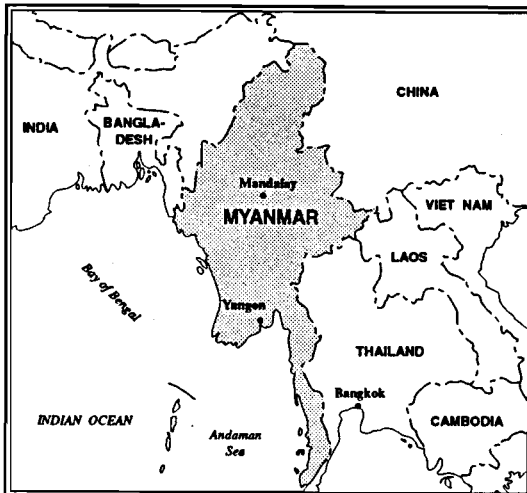 CHINA
INDIA
BANGLA-
DESH
Mandalay
MYANMAR
VIET NAM
LAOS
Bay of Bengal
Yangon
THAILAND
Bangkok
INDIAN OCEAN
Andaman
Sea
CAMBODIA